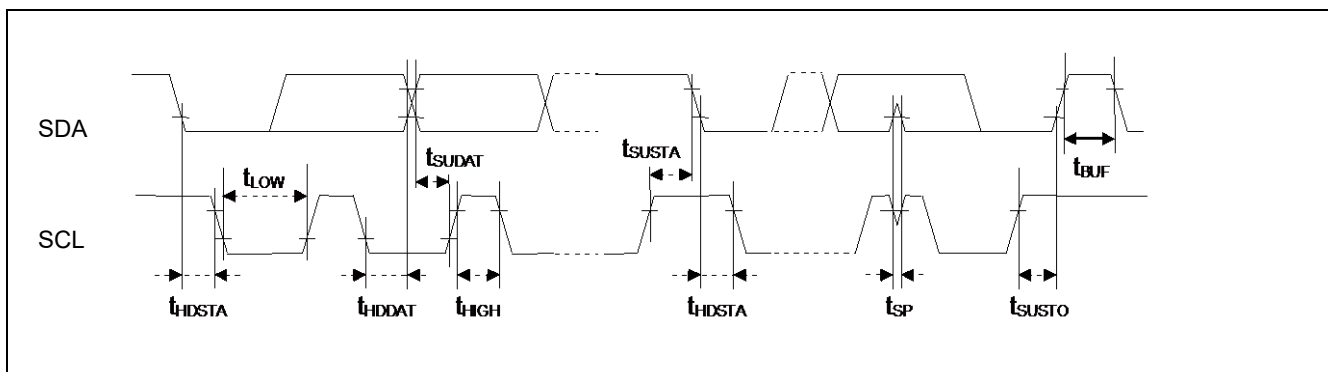 SDA
tSUDAT
tSUSTA
tBUF
tLOW
SCL
tHDSTA
tHDDAT
tHIGH
tHDSTA
tSP
tSUSTO